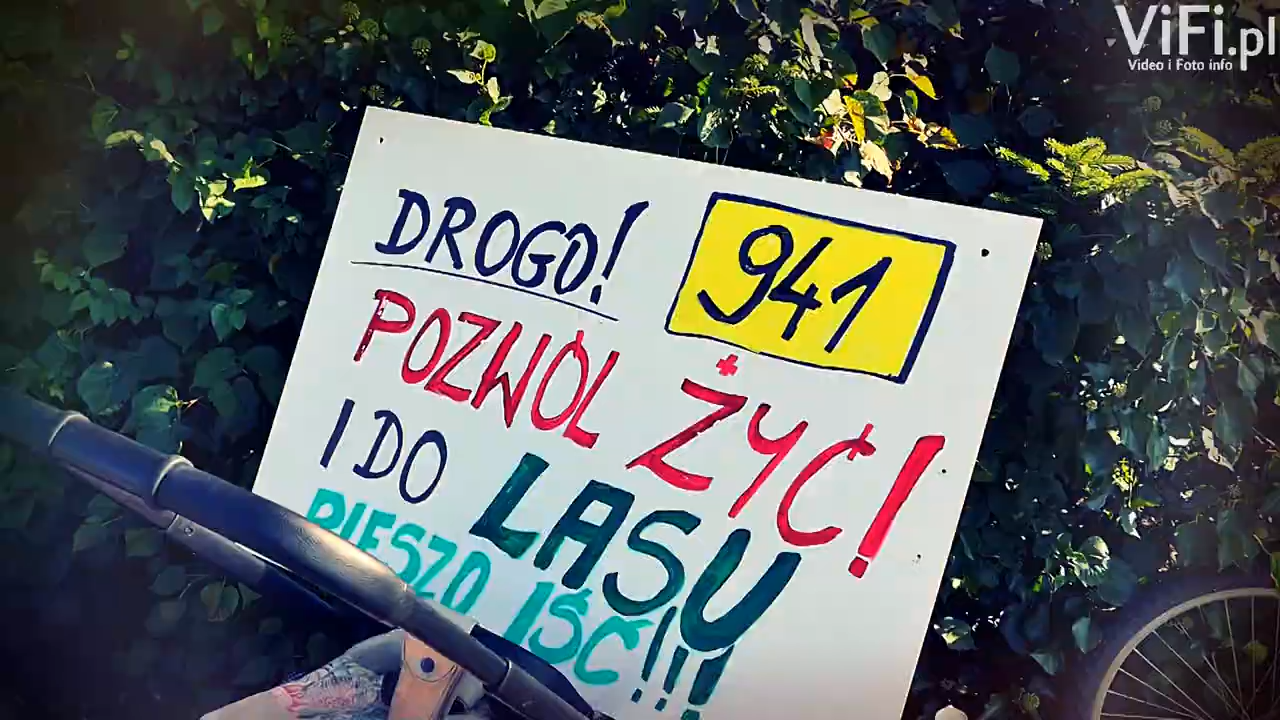 ViFi.pl
Video i Foto info
DROGO! 941
POZWÓL ŻYĆ!
I DO LASU
PIESZO IŚĆ!!!